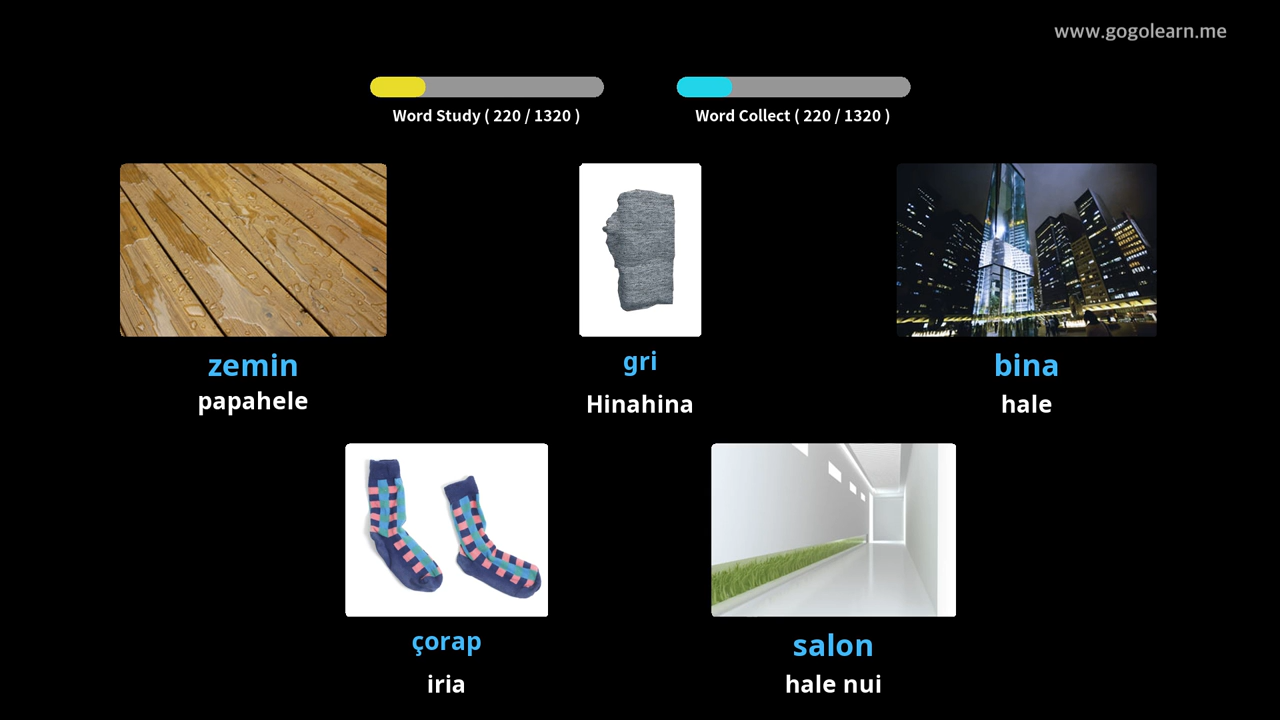 www.gogolearn.me
Word Study ( 220 / 1320 )
Word Collect ( 220 / 1320 )
zemin
papahele
gri
Hinahina
bina
hale
çorap
iria
salon
hale nui